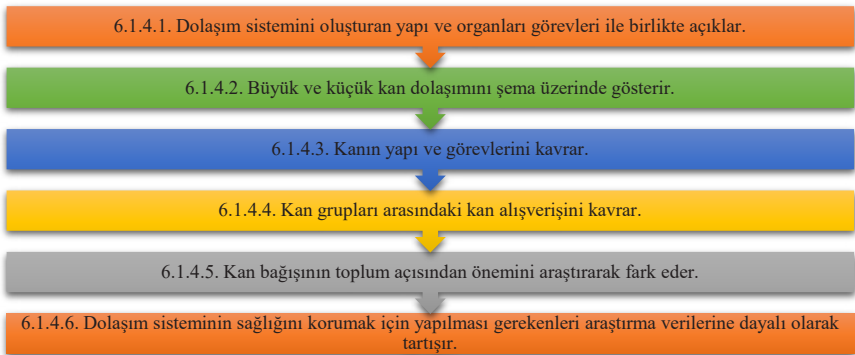 6.1.4.1. Dolaşım sistemini oluşturan yapı ve organları görevleri ile birlikte açıklar.
6.1.4.2. Büyük ve küçük kan dolaşımını şema üzerinde gösterir.
6.1.4.3. Kanın yapı ve görevlerini kavrar.
6.1.4.4. Kan grupları arasındaki kan alışverişini kavrar.
6.1.4.5. Kan bağışının toplum açısından önemini araştırarak fark eder.
6.1.4.6. Dolaşım sisteminin sağlığını korumak için yapılması gerekenleri araştırma verilerine dayalı olarak
tartışır.